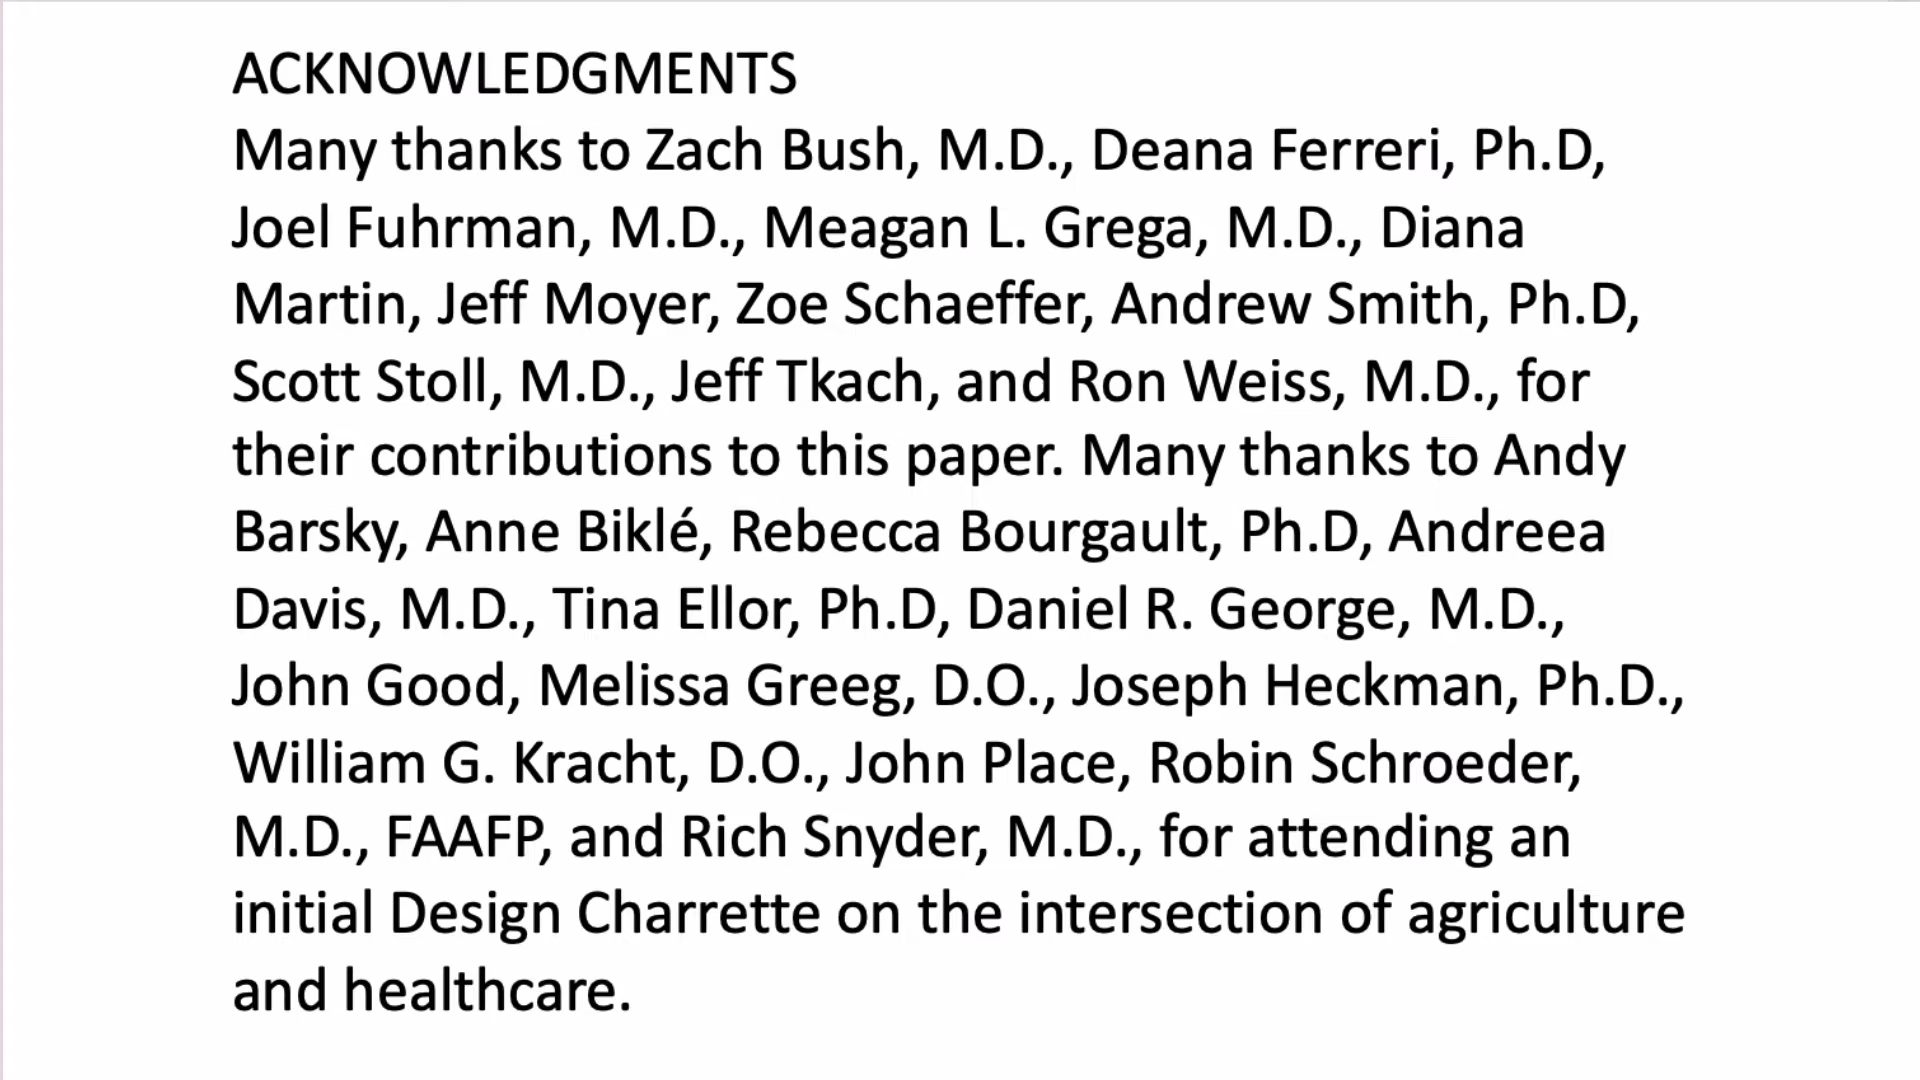 ACKNOWLEDGMENTS
Many thanks to Zach Bush, M.D., Deana Ferreri, Ph.D,
Joel Fuhrman, M.D., Meagan L. Grega, M.D., Diana
Martin, Jeff Moyer, Zoe Schaeffer, Andrew Smith, Ph.D,
Scott Stoll, M.D., Jeff Tkach, and Ron Weiss, M.D., for
their contributions to this paper. Many thanks to Andy
Barsky, Anne Biklé, Rebecca Bourgault, Ph.D, Andreea
Davis, M.D., Tina Ellor, Ph.D, Daniel R. George, M.D.,
John Good, Melissa Greeg, D.O., Joseph Heckman, Ph.D.,
William G. Kracht, D.O., John Place, Robin Schroeder,
M.D., FAAFP, and Rich Snyder, M.D., for attending an
initial Design Charrette on the intersection of agriculture
and healthcare.